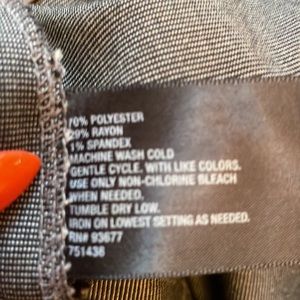 70% POLYESTER
29% RAYON
1% SPANDEX
MACHINE WASH COLD
GENTLE CYCLE. WITH LIKE COLORS.
USE ONLY NON-CHLORINE BLEACH
WHEN NEEDED.
TUMBLE DRY LOW.
IRON ON LOWEST SETTING AS NEEDED.
RN# 93677
751436